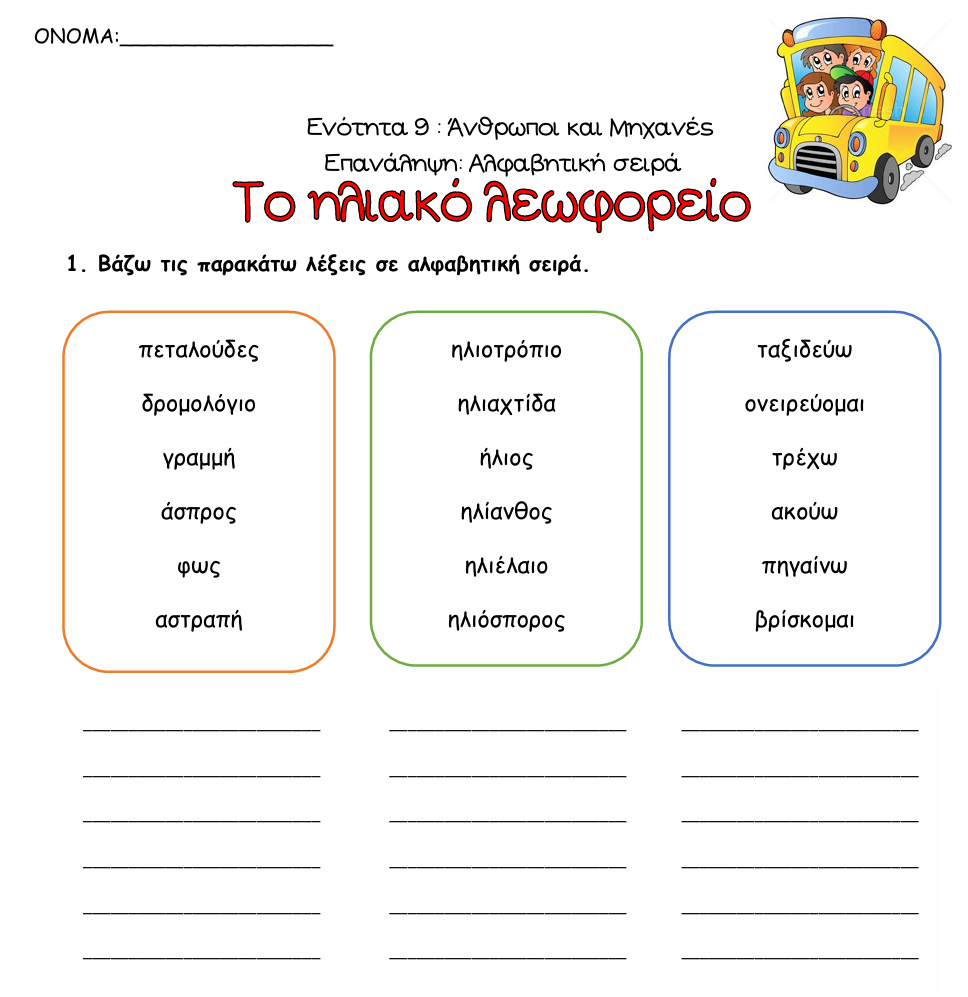 ΟΝΟΜΑ:__________________
Ενότητα 9 : Άνθρωποι και Μηχανές
Επανάληψη: Αλφαβητική σειρά
Το ηλιακό λεωφορείο
1. Βάζω τις παρακάτω λέξεις σε αλφαβητική σειρά.
πεταλούδες
δρομολόγιο
γραμμή
άσπρος
φως
αστραπή
ηλιοτρόπιο
ηλιαχτίδα
ήλιος
ηλίανθος
ηλιέλαιο
ηλιόσπορος
ταξιδεύω
ονειρεύομαι
τρέχω
ακούω
πηγαίνω
βρίσκομαι